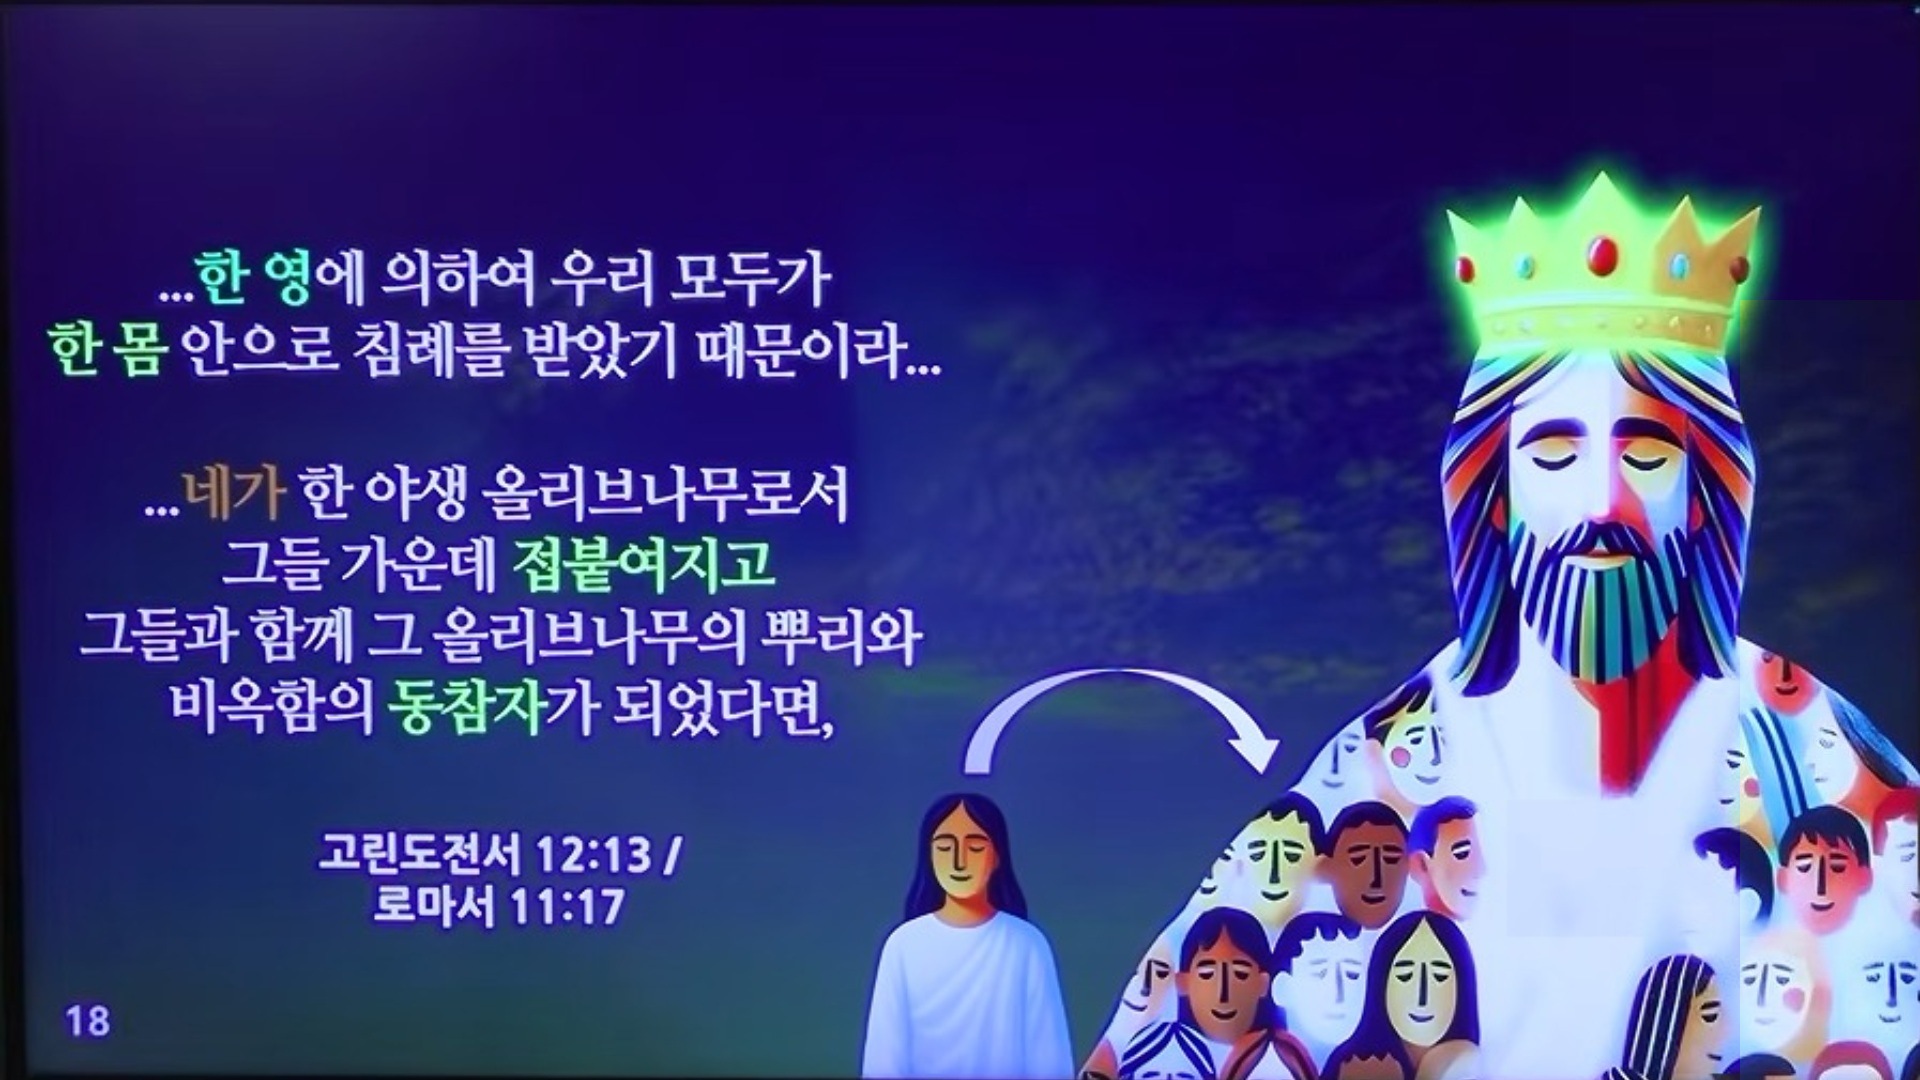 ...한 영에 의하여 우리 모두가
한 몸 안으로 침례를 받았기 때문이라...
...네가 한 야생 올리브나무로서
그들 가운데 접붙여지고
그들과 함께 그 올리브나무의 뿌리와
비옥함의 동참자가 되었다면,
고린도전서 12:13 /
로마서 11:17
18